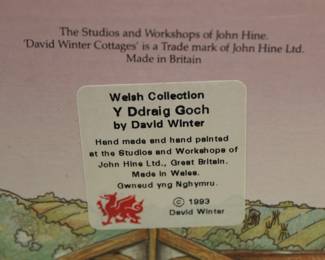 The Studios and Workshops of John Hine.
'David Winter Cottages' is a Trade mark of John Hine Ltd.
Made in Britain
Welsh Collection
Y Ddraig Goch
by David Winter
Hand made and hand painted
at the Studios and Workshops of
John Hine Ltd., Great Britain.
Made in Wales.
Gwneud yng Nghymru.
© 1993
David Winter